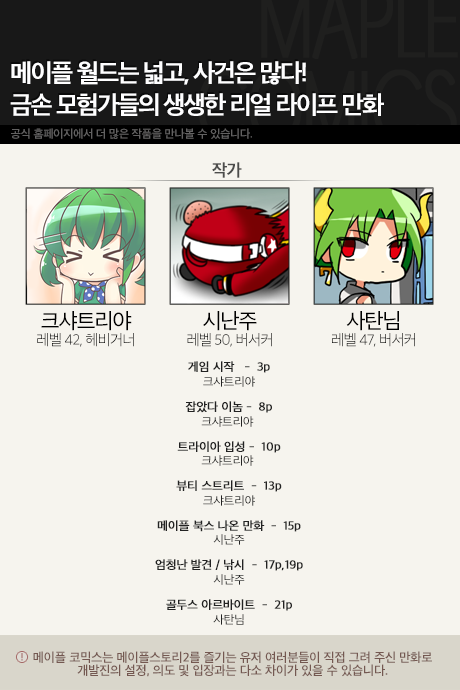 MAPLE
COMICS
메이플 월드는 넓고, 사건은 많다!
금손 모험가들의 생생한 리얼 라이프 만화
공식 홈페이지에서 더 많은 작품을 만나볼 수 있습니다.
작가
크샤트리야
레벨 42, 헤비거너
시난주
레벨 50, 버서커
사탄님
레벨 47, 버서커
게임 시작 - 3p
크샤트리야
잡았다 이놈 - 8p
크샤트리야
트라이아 입성 - 10p
크샤트리야
뷰티 스트리트 - 13p
크샤트리야
메이플 북스 나온 만화 - 15p
시난주
엄청난 발견 / 낚시 - 17p,19p
시난주
골두스 아르바이트 - 21p
사탄님
! 메이플 코믹스는 메이플스토리2를 즐기는 유저 여러분들이 직접 그려 주신 만화로
개발진의 설정, 의도 및 입장과는 다소 차이가 있을 수 있습니다.